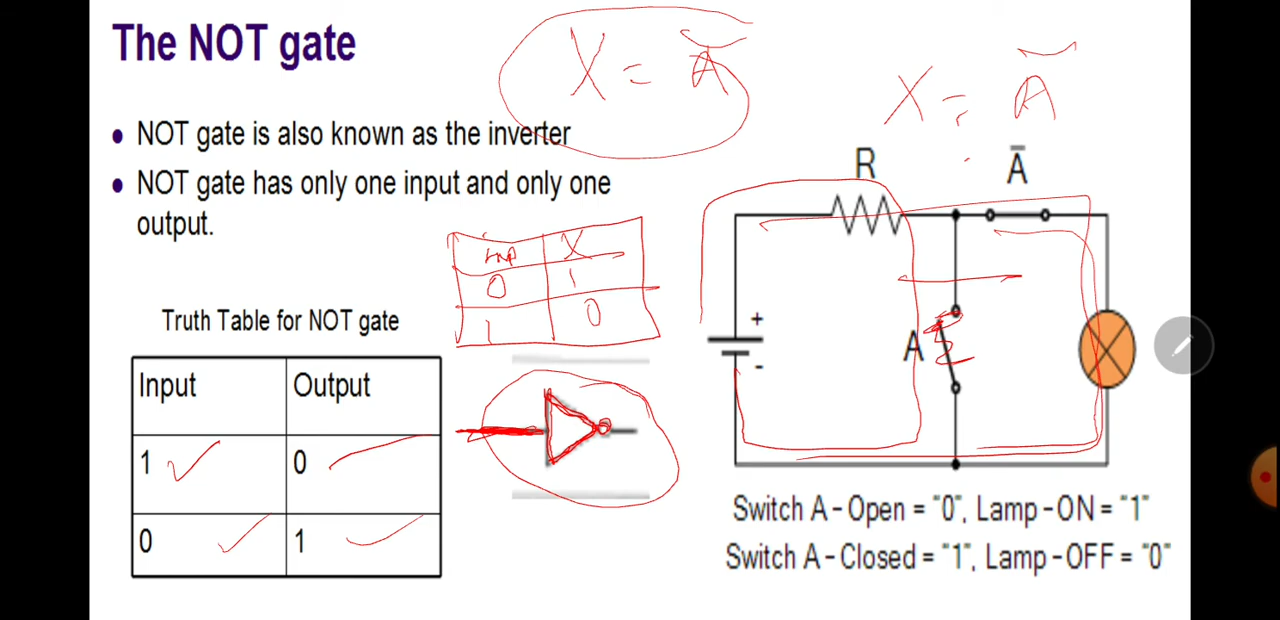 The NOT gate
X = A̅
X = A̅
• NOT gate is also known as the inverter
• NOT gate has only one input and only one
output.
R
A̅
Inp X
0 1
1 0
Truth Table for NOT gate
Input Output
1 0
0 1
+
-
A
Switch A - Open = "0", Lamp - ON = "1"
Switch A - Closed = "1", Lamp - OFF = "0"